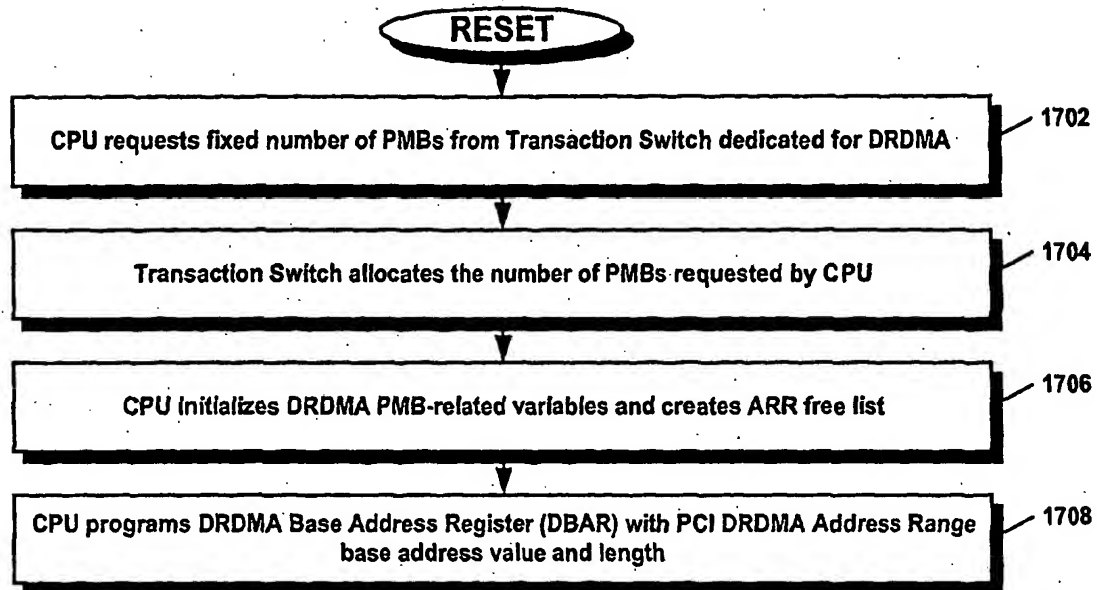 RESET
CPU requests fixed number of PMBs from Transaction Switch dedicated for DRDMA
1702
Transaction Switch allocates the number of PMBs requested by CPU
1704
CPU initializes DRDMA PMB-related variables and creates ARR free list
1706
CPU programs DRDMA Base Address Register (DBAR) with PCI DRDMA Address Range
base address value and length
1708